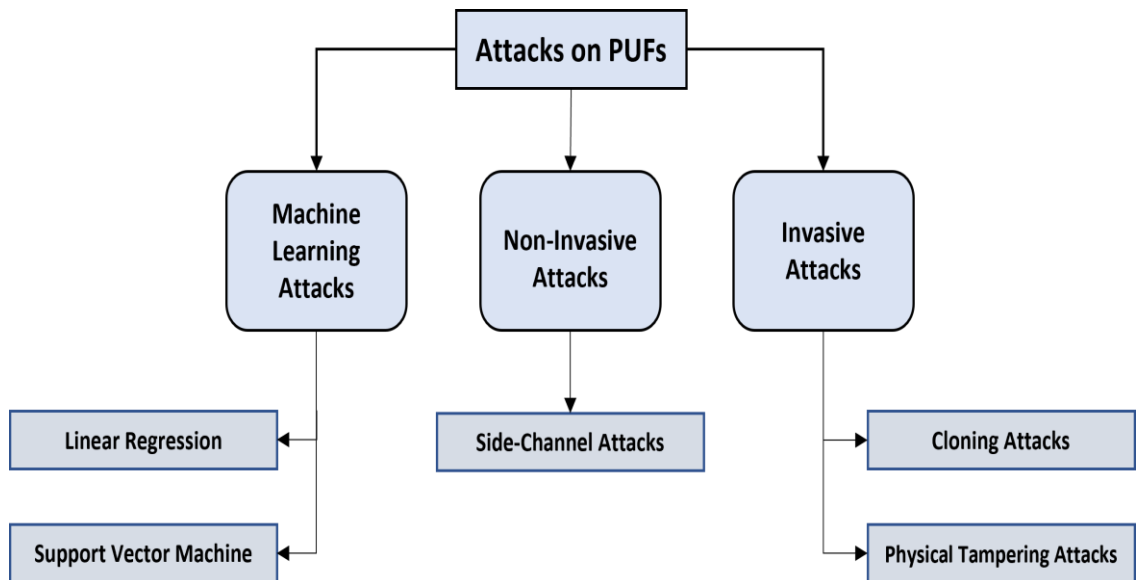 Attacks on PUFs
Machine
Learning
Attacks
Non-Invasive
Attacks
Invasive
Attacks
Linear Regression
Side-Channel Attacks
Cloning Attacks
Support Vector Machine
Physical Tampering Attacks